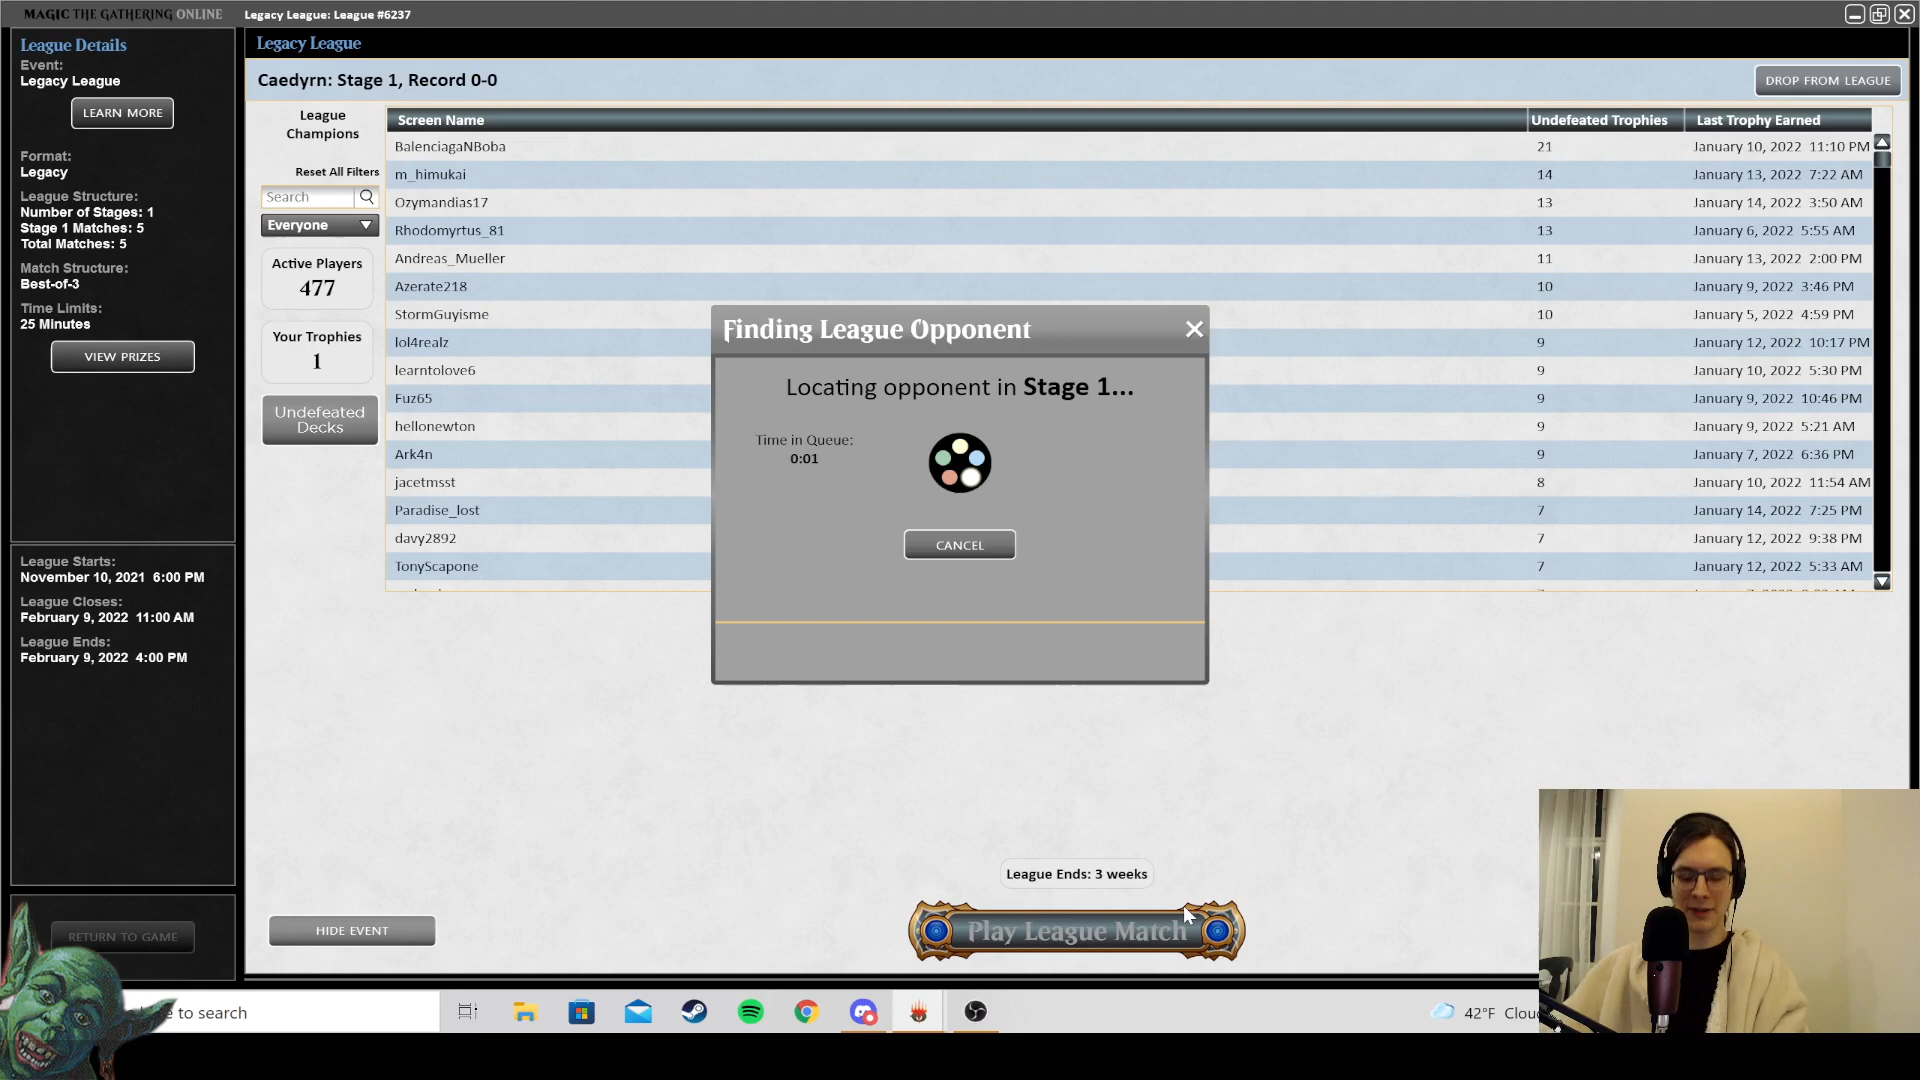 MAGIC THE GATHERING ONLINE
Legacy League: League #6237
League Details
Event:
Legacy League
LEARN MORE
Format:
Legacy
League Structure:
Number of Stages: 1
Stage 1 Matches: 5
Total Matches: 5
Match Structure:
Best-of-3
Time Limits:
25 Minutes
VIEW PRIZES
League Starts:
November 10, 2021 6:00 PM
League Closes:
February 9, 2022 11:00 AM
League Ends:
February 9, 2022 4:00 PM
RETURN TO GAME
Legacy League
Caedyrn: Stage 1, Record 0-0
DROP FROM LEAGUE
League
Champions
Reset All Filters
Search
Everyone
Active Players
477
Your Trophies
1
Undefeated
Decks
Screen Name Undefeated Trophies Last Trophy Earned
BalenciagaNBoba 21 January 10, 2022 11:10 PM
m_himukai 14 January 13, 2022 7:22 AM
Ozymandias17 13 January 14, 2022 3:50 AM
Rhodomyrtus_81 13 January 6, 2022 5:55 AM
Andreas_Mueller 11 January 13, 2022 2:00 PM
Azerate218 10 January 9, 2022 3:46 PM
StormGuyisme 10 January 5, 2022 4:59 PM
lol4realz 9 January 12, 2022 10:17 PM
learntolove6 9 January 10, 2022 5:30 PM
Fuz65 9 January 9, 2022 10:46 PM
hellonewton 9 January 9, 2022 5:21 AM
Ark4n 9 January 7, 2022 6:36 PM
jacetmsst 8 January 10, 2022 11:54 AM
Paradise_lost 7 January 14, 2022 7:25 PM
davy2892 7 January 12, 2022 9:38 PM
TonyScapone 7 January 12, 2022 5:33 AM
Finding League Opponent
Locating opponent in Stage 1...
Time in Queue:
0:01
CANCEL
League Ends: 3 weeks
HIDE EVENT
Play League Match
to search
42°F